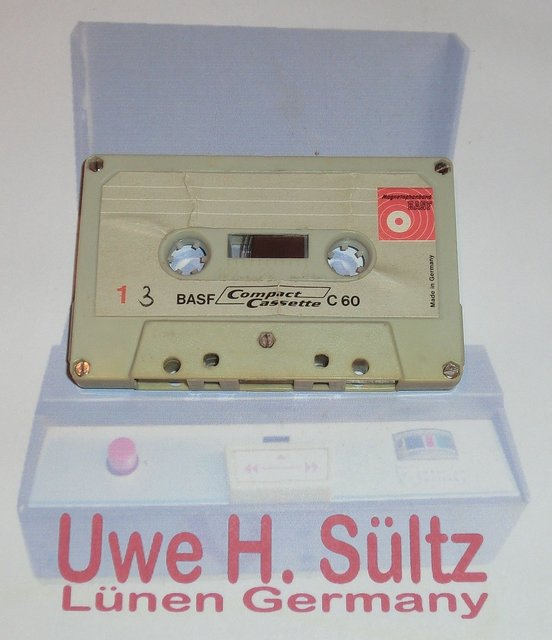 Magnetophonband
BASF
Made in Germany
1 3 BASF Compact Cassette C 60
Uwe H. Sültz
Lünen Germany